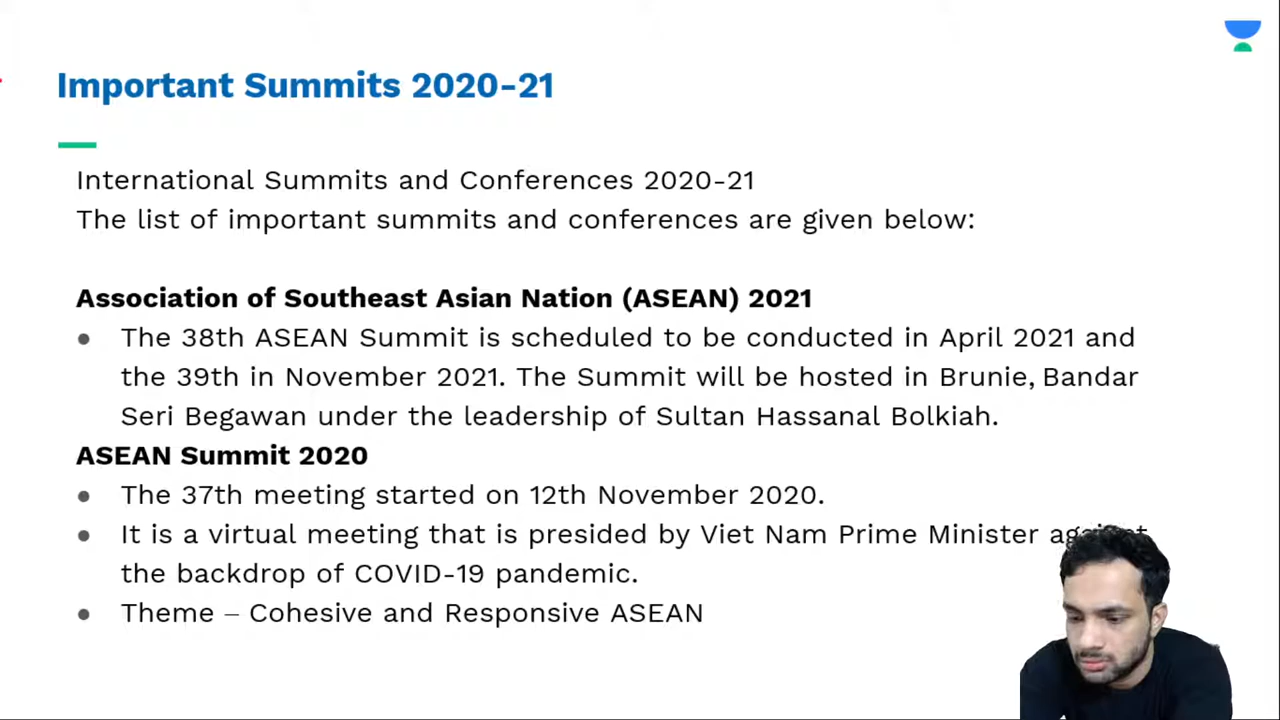 Important Summits 2020-21
International Summits and Conferences 2020-21
The list of important summits and conferences are given below:
Association of Southeast Asian Nation (ASEAN) 2021
● The 38th ASEAN Summit is scheduled to be conducted in April 2021 and
the 39th in November 2021. The Summit will be hosted in Brunie, Bandar
Seri Begawan under the leadership of Sultan Hassanal Bolkiah.
ASEAN Summit 2020
● The 37th meeting started on 12th November 2020.
● It is a virtual meeting that is presided by Viet Nam Prime Minister against
the backdrop of COVID-19 pandemic.
● Theme – Cohesive and Responsive ASEAN